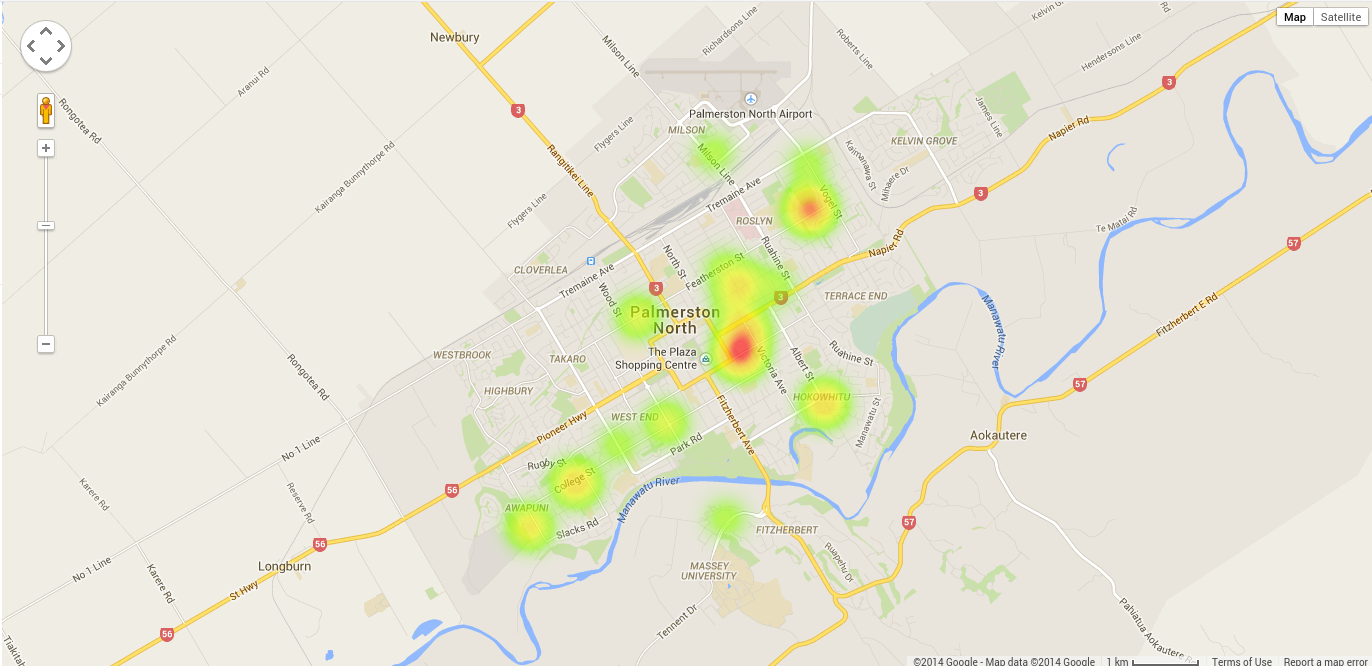 Map
Satellite
Kelvin Gr
Rd
Newbury
Richardsons Line
Milson Line
Roberts Line
Hendersons Line
Aranui Rd
3
3
Rongotea Rd
James Line
Palmerston North Airport
Napier Rd
Flygers Line
MILSON
KELVIN GROVE
Kairanga Bunnythorpe Rd
Rangitikei Line
Milson Line
Kaimanawa St
Mihaere Dr
Tremaine Ave
Vogel St
3
Flygers Line
ROSLYN
Te Matai Rd
57
North St
Ruahine St
Napier Rd
CLOVERLEA
Tremaine Ave
Featherston St
3
Wood St
3
TERRACE END
Manawatu River
Fitzherbert E Rd
Palmerston
North
WESTBROOK
TAKARO
The Plaza
Shopping Centre
Victoria Ave
Albert St
Ruahine St
Kairanga Bunnythorpe Rd
Rongotea Rd
HIGHBURY
57
HOKOWHITU
Manawatu St
WEST END
Fitzherbert Ave
Pioneer Hwy
Park Rd
Aokautere
No 1 Line
Rugby St
College St
56
Manawatu River
Karere Rd
Reserve Rd
AWAPUNI
Slacks Rd
FITZHERBERT
57
56
Longburn
MASSEY
UNIVERSITY
Ruapehu Dr
No 1 Line
Karere Rd
St Hwy
Tennent Dr
Pahiatua Aokautere Rd
56
Tiakitah
©2014 Google - Map data ©2014 Google
1 km
Terms of Use
Report a map error